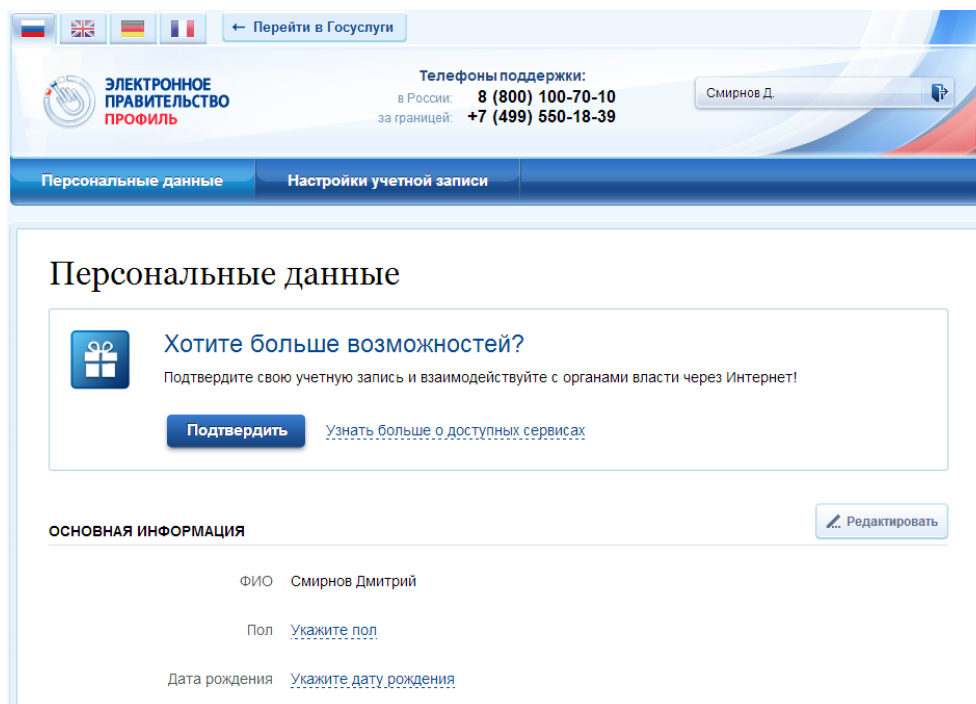 ← Перейти в Госуслуги
ЭЛЕКТРОННОЕ
ПРАВИТЕЛЬСТВО
ПРОФИЛЬ
Телефоны поддержки:
в России: 8 (800) 100-70-10
за границей: +7 (499) 550-18-39
Смирнов Д.
Персональные данные Настройки учетной записи
Персональные данные
Хотите больше возможностей?
Подтвердите свою учетную запись и взаимодействуйте с органами власти через Интернет!
Подтвердить Узнать больше о доступных сервисах
ОСНОВНАЯ ИНФОРМАЦИЯ Редактировать
ФИО Смирнов Дмитрий
Пол Укажите пол
Дата рождения Укажите дату рождения